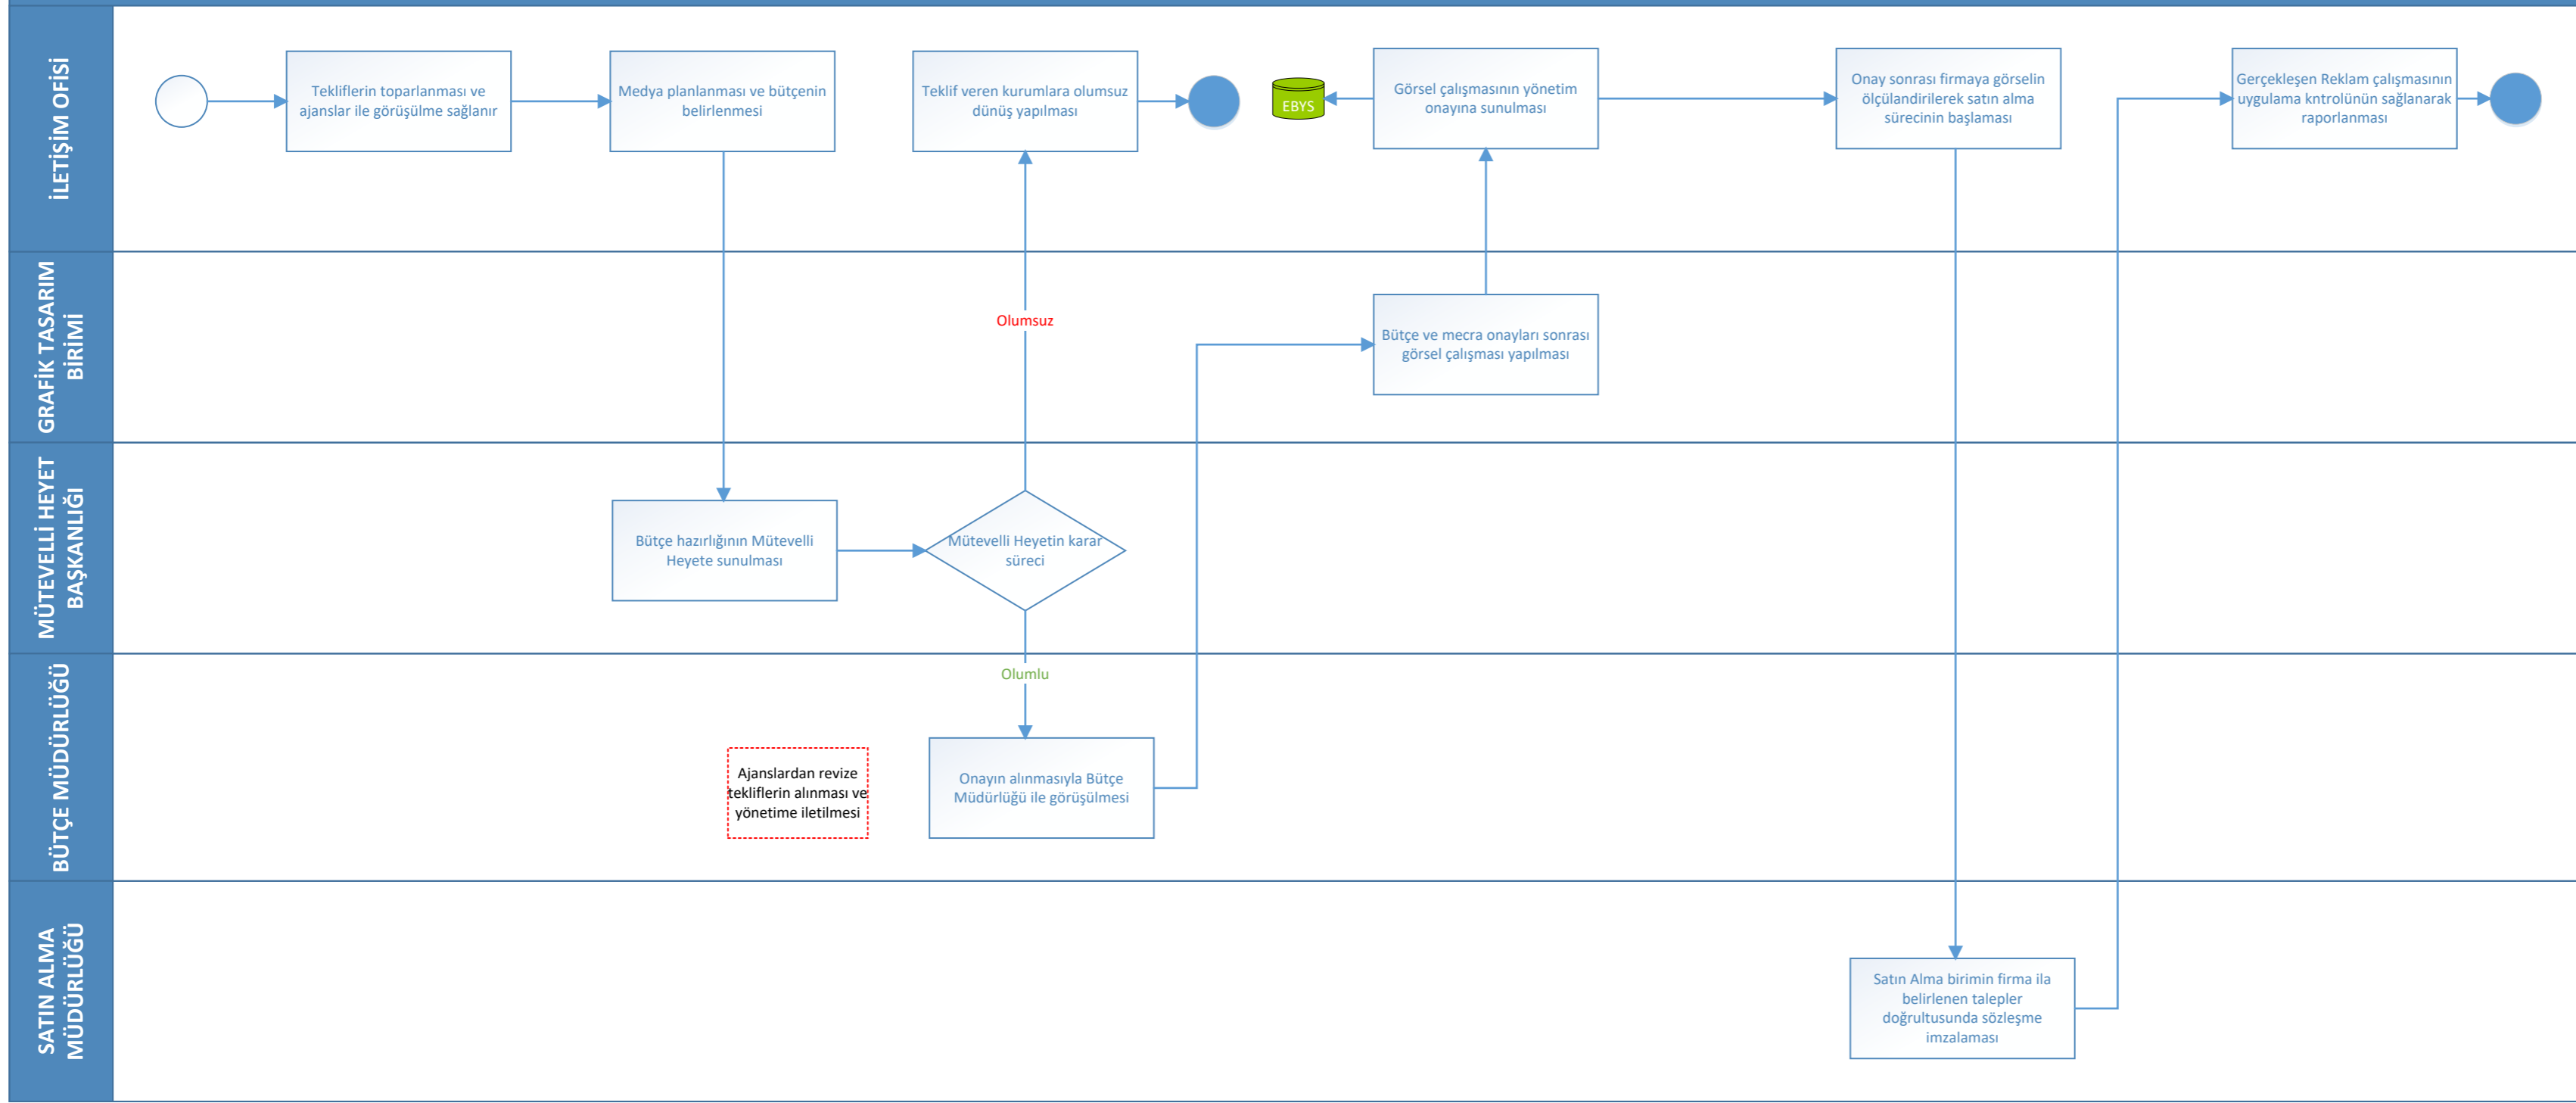 İLETİŞİM OFİSİ
Tekliflerin toparlanması ve
ajanslar ile görüşülme sağlanır
Medya planlanması ve bütçenin
belirlenmesi
Teklif veren kurumlara olumsuz
dünüş yapılması
EBYS
Görsel çalışmasının yönetim
onayına sunulması
Onay sonrası firmaya görselin
ölçülandirilerek satın alma
sürecinin başlaması
Gerçekleşen Reklam çalışmasının
uygulama kntrolünün sağlanarak
raporlanması
GRAFİK TASARIM
BİRİMİ
Olumsuz
Bütçe ve mecra onayları sonrası
görsel çalışması yapılması
MÜTEVELLİ HEYET
BAŞKANLIĞI
Bütçe hazırlığının Mütevelli
Heyete sunulması
Mütevelli Heyetin karar
süreci
BÜTÇE MÜDÜRLÜĞÜ
Olumlu
Ajanslardan revize
tekliflerin alınması ve
yönetime iletilmesi
Onayın alınmasıyla Bütçe
Müdürlüğü ile görüşülmesi
SATIN ALMA
MÜDÜRLÜĞÜ
Satın Alma birimin firma ila
belirlenen talepler
doğrultusunda sözleşme
imzalaması